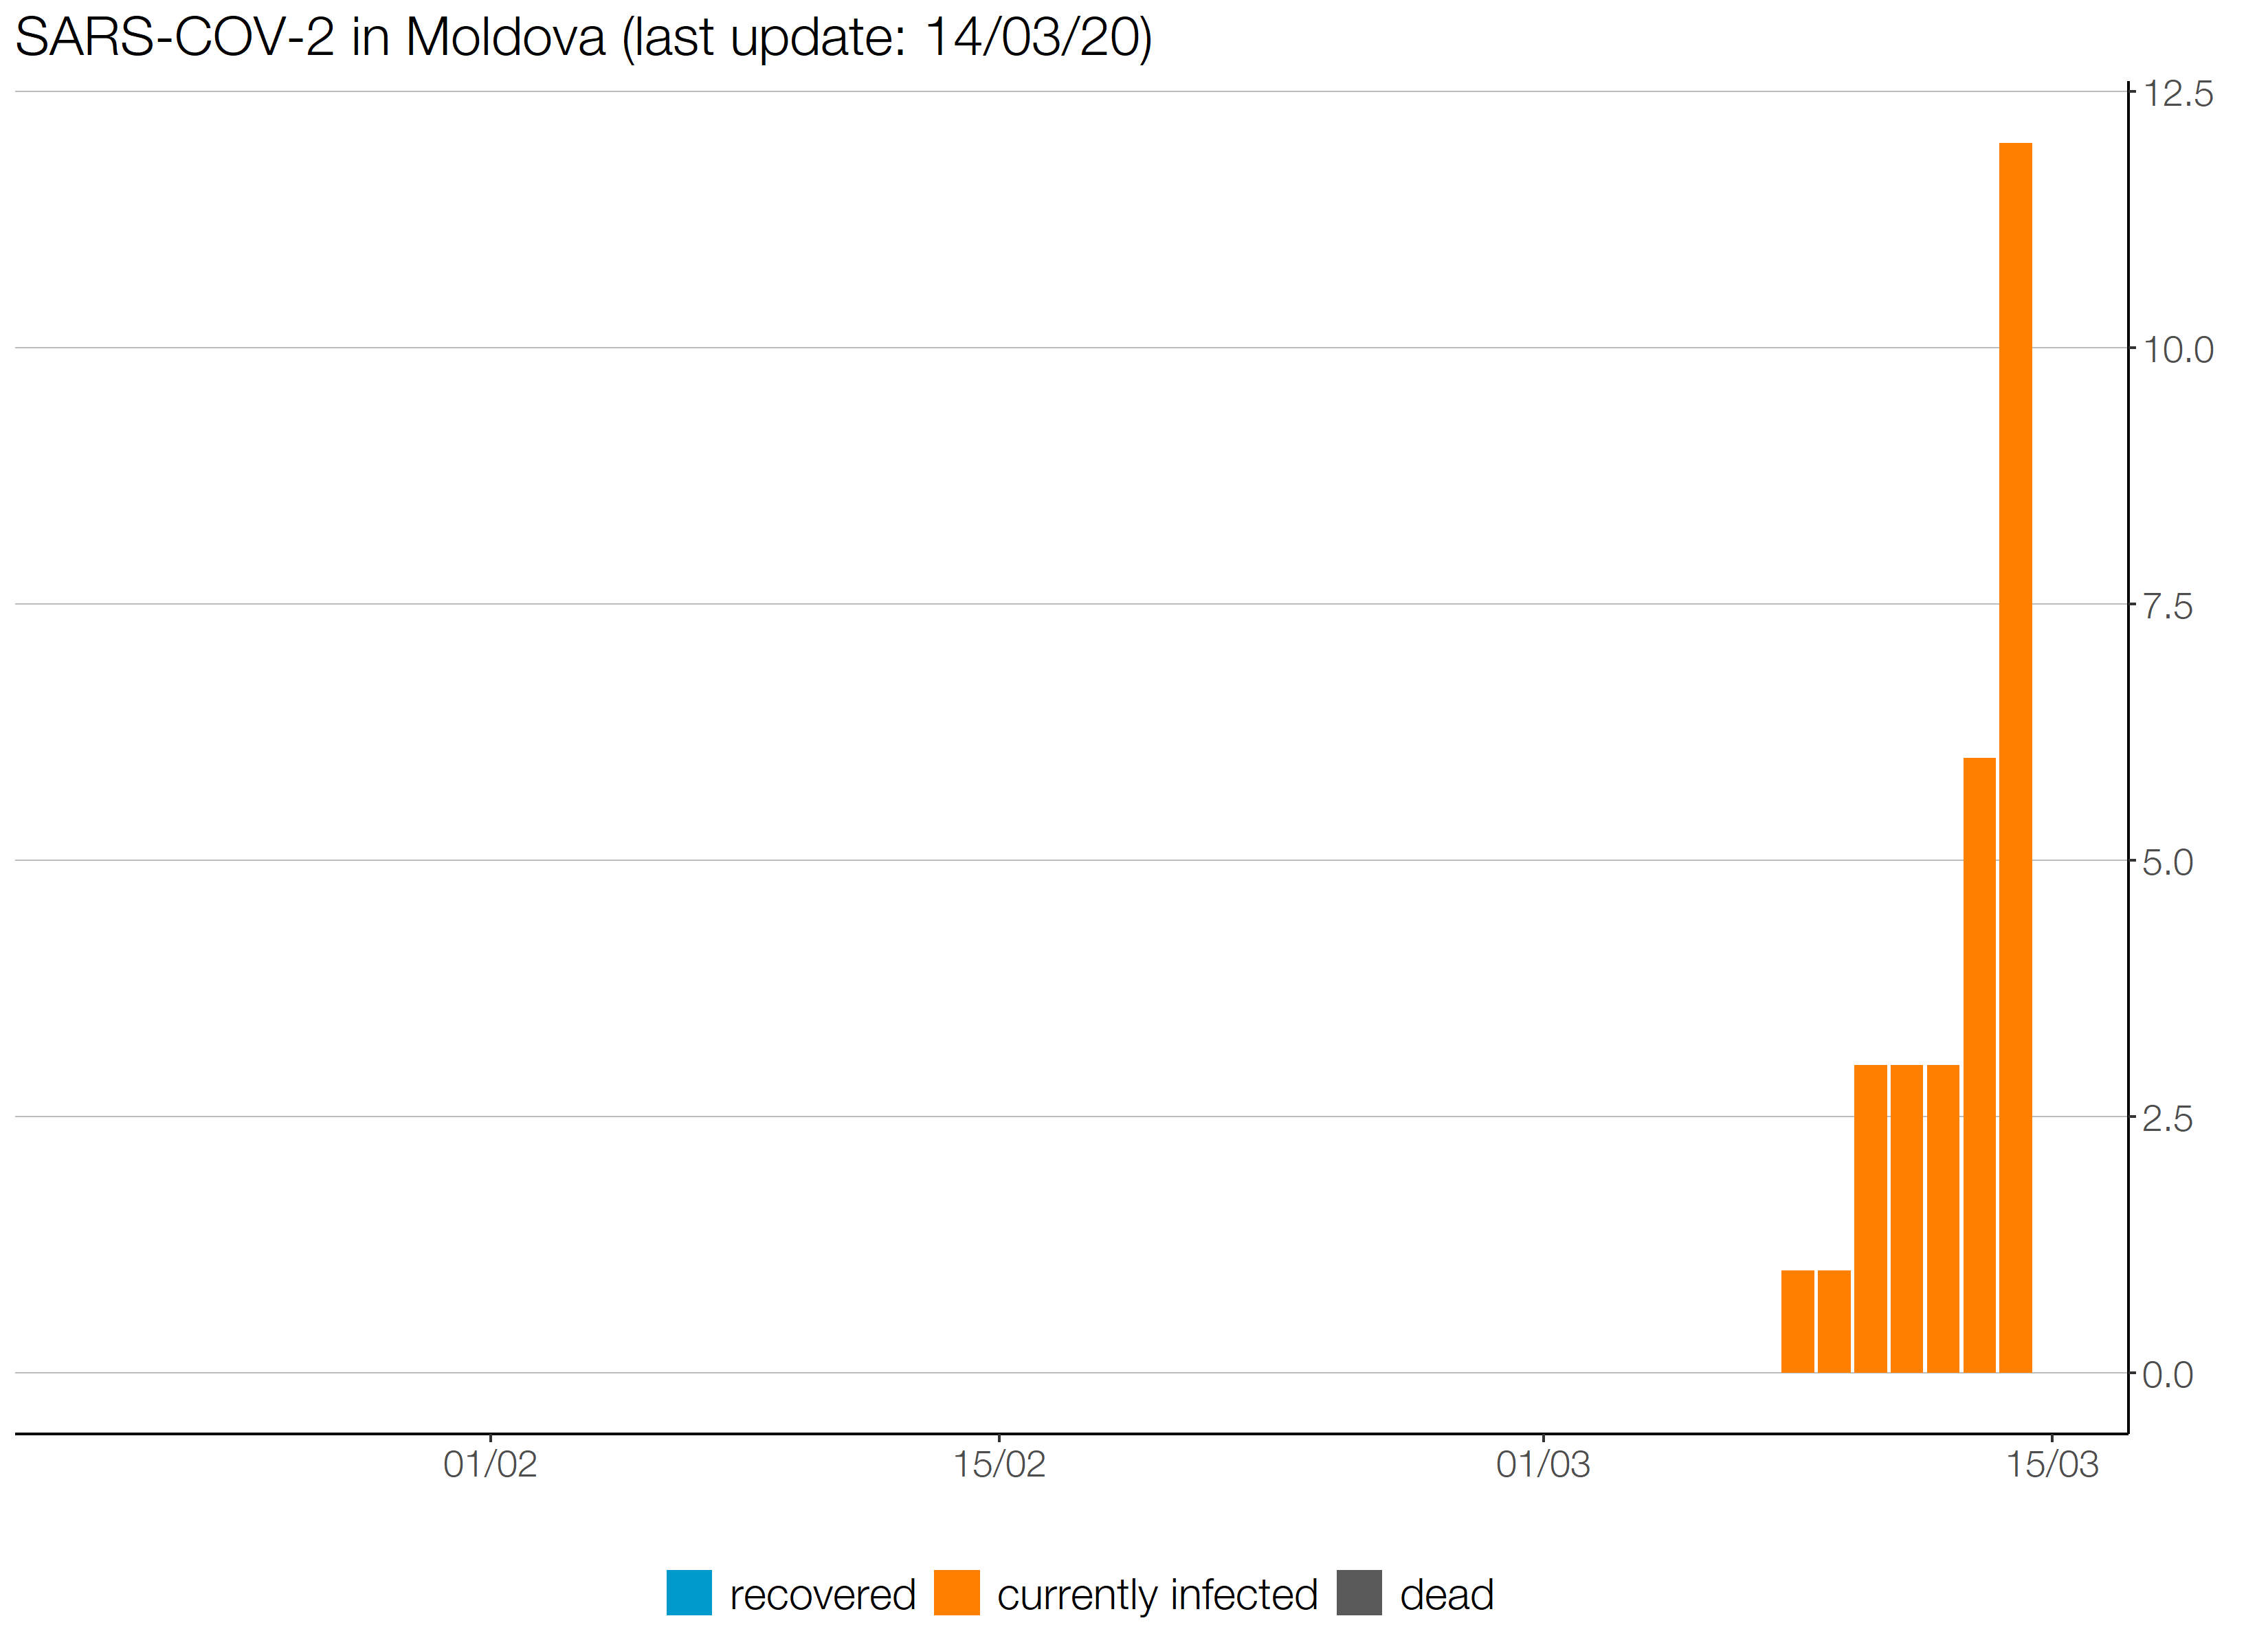 SARS-COV-2 in Moldova (last update: 14/03/20)
12.5
10.0
7.5
5.0
2.5
0.0
01/02 15/02 01/03 15/03
recovered currently infected dead